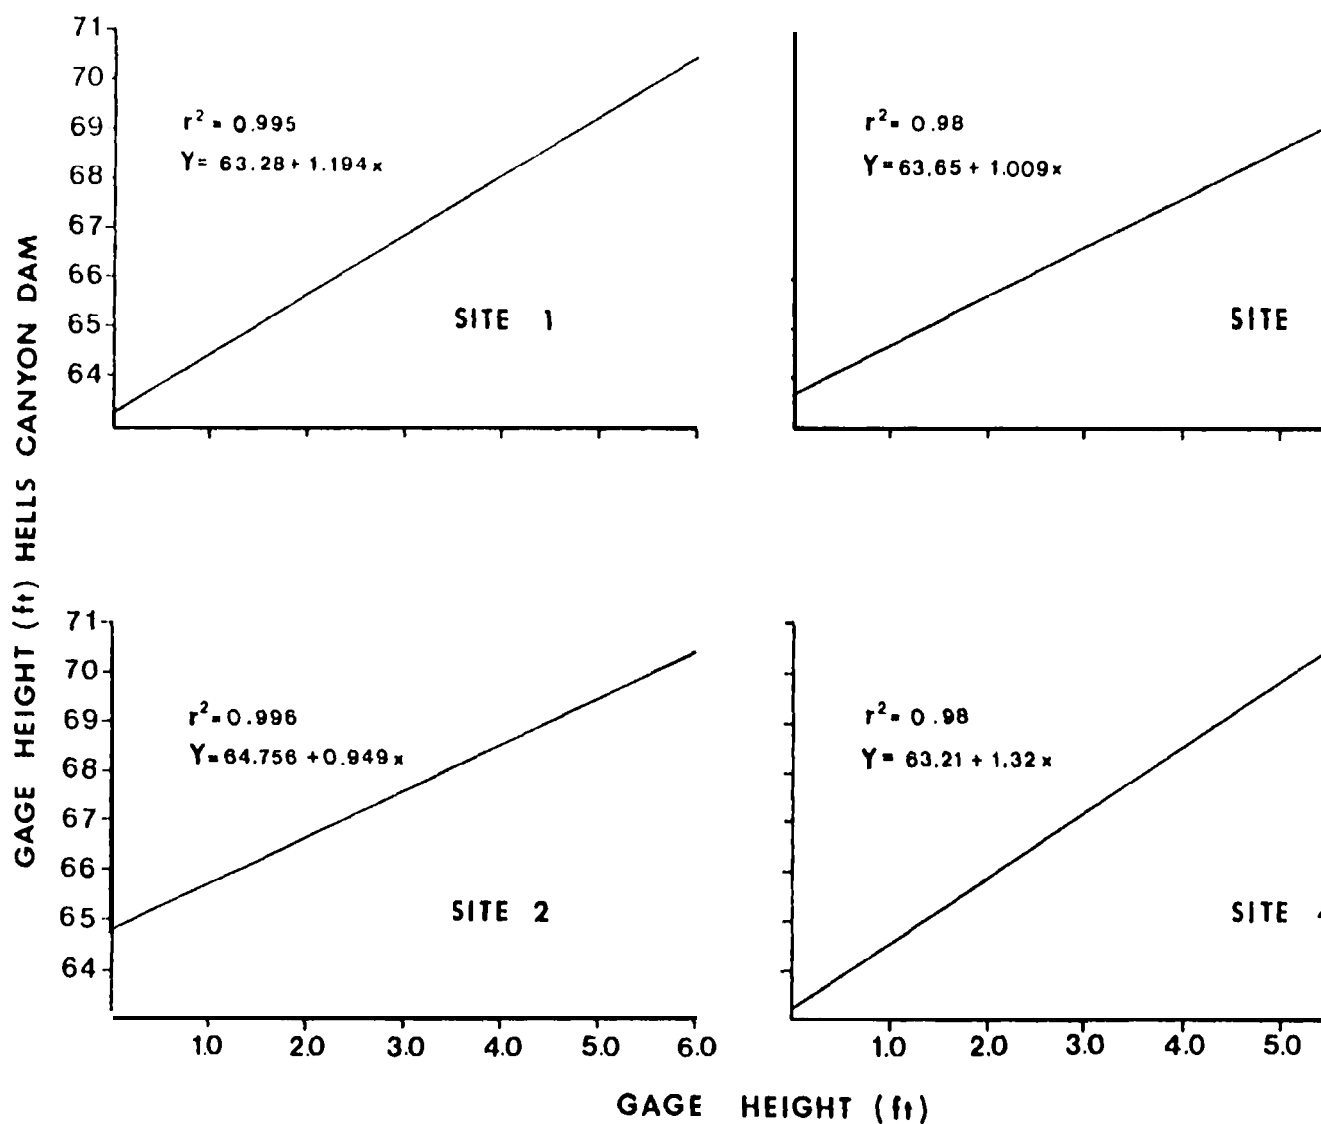 GAGE HEIGHT (ft) HELLS CANYON DAM
71
70
69
68
67
66
65
64
r² = 0.995
Y= 63.28 + 1.194x
SITE 1
r² = 0.98
Y=63.65 + 1.009x
SITE
71
70
69
68
67
66
65
64
r²=0.996
Y=64.756 +0.949x
SITE 2
1.0 2.0 3.0 4.0 5.0 6.0
r²= 0.98
Y= 63.21 + 1.32x
SITE
1.0 2.0 3.0 4.0 5.0
GAGE HEIGHT (ft)